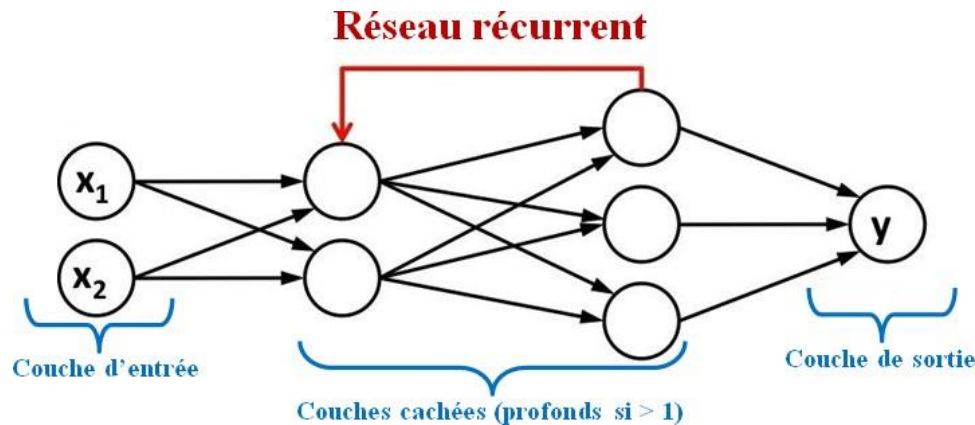 Réseau récurrent
x₁
x₂
y
Couche d'entrée
Couches cachées (profonds si > 1)
Couche de sortie